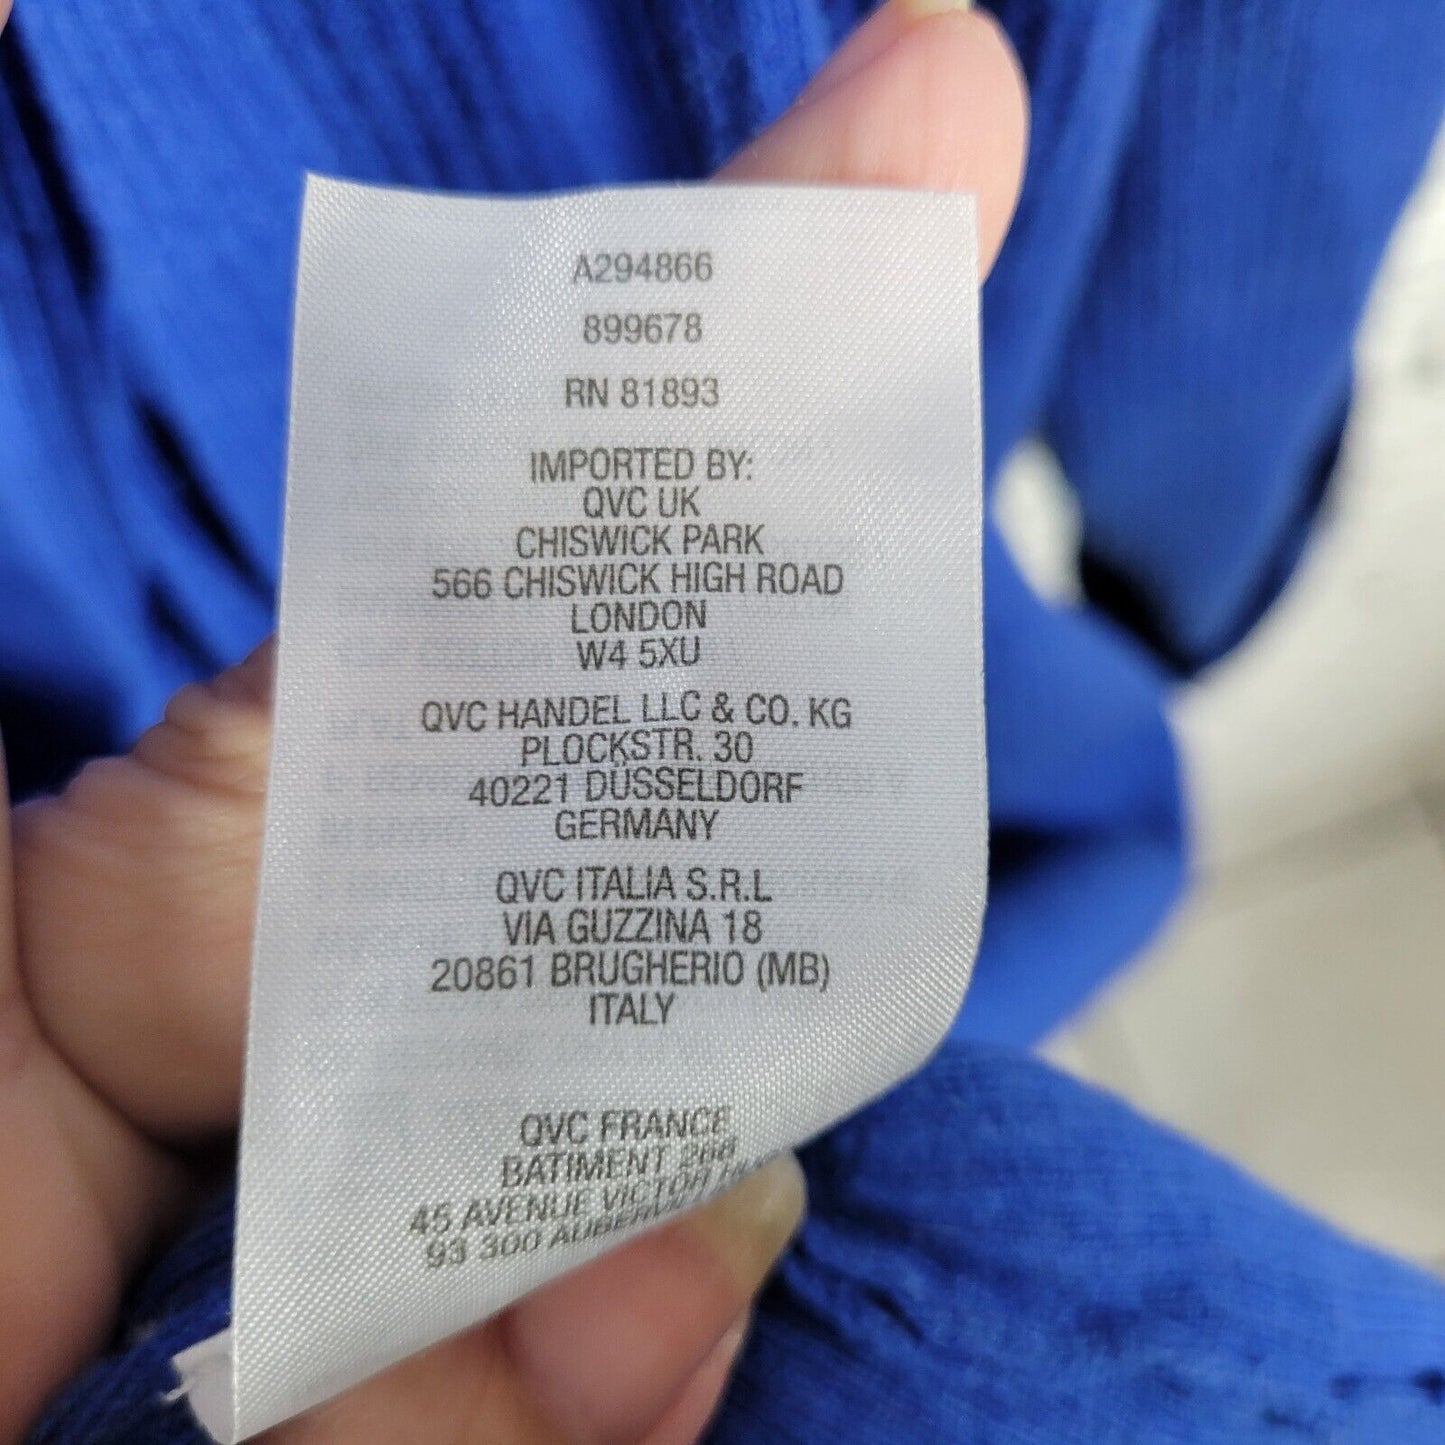 A294866
899678
RN 81893
IMPORTED BY:
QVC UK
CHISWICK PARK
566 CHISWICK HIGH ROAD
LONDON
W4 5XU
QVC HANDEL LLC & CO. KG
PLOCKSTR. 30
40221 DÜSSELDORF
GERMANY
QVC ITALIA S.R.L
VIA GUZZINA 18
20861 BRUGHERIO (MB)
ITALY
QVC FRANCE
BATIMENT 268
45 AVENUE VICTOR
93 300